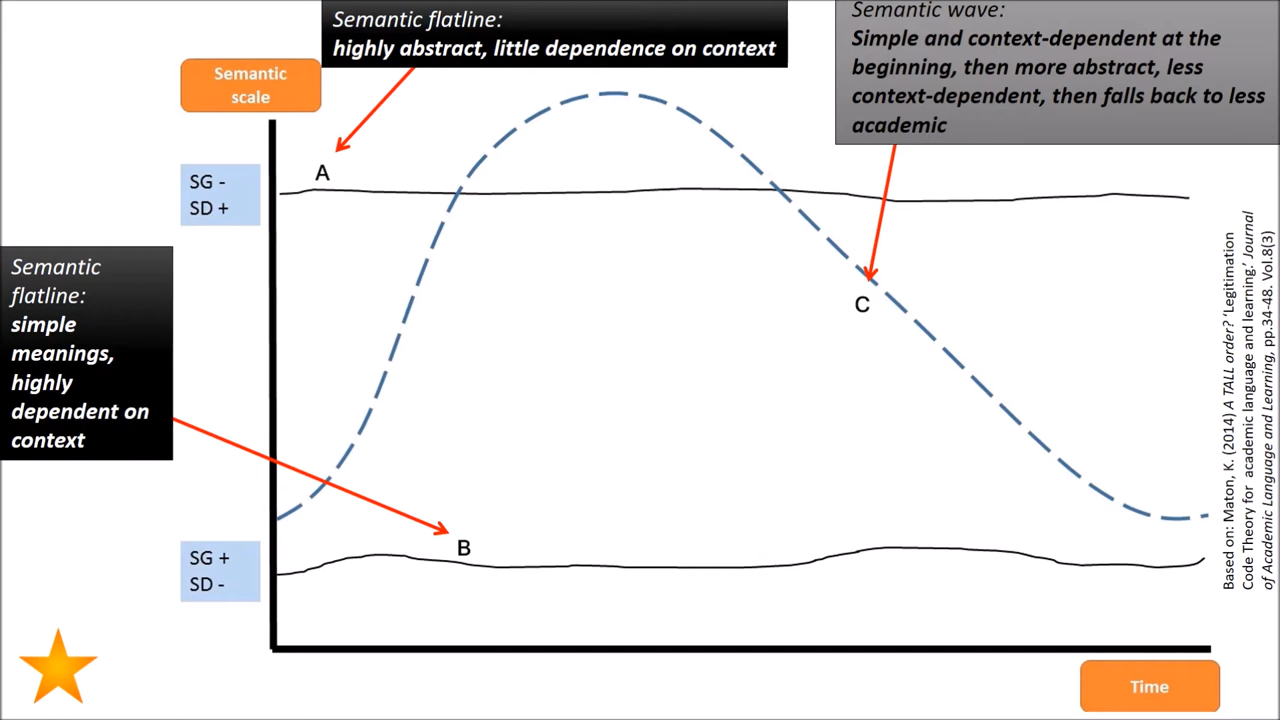 Semantic flatline:
highly abstract, little dependence on context
Semantic wave:
Simple and context-dependent at the
beginning, then more abstract, less
context-dependent, then falls back to less
academic
Semantic
scale
A
SG -
SD +
Semantic
flatline:
simple
meanings,
highly
dependent on
context
C
B
SG +
SD -
Time
Based on: Maton, K. (2014) A TALL order? 'Legitimation
Code Theory for academic language and learning.' Journal
of Academic Language and Learning, pp.34-48. Vol.8(3)